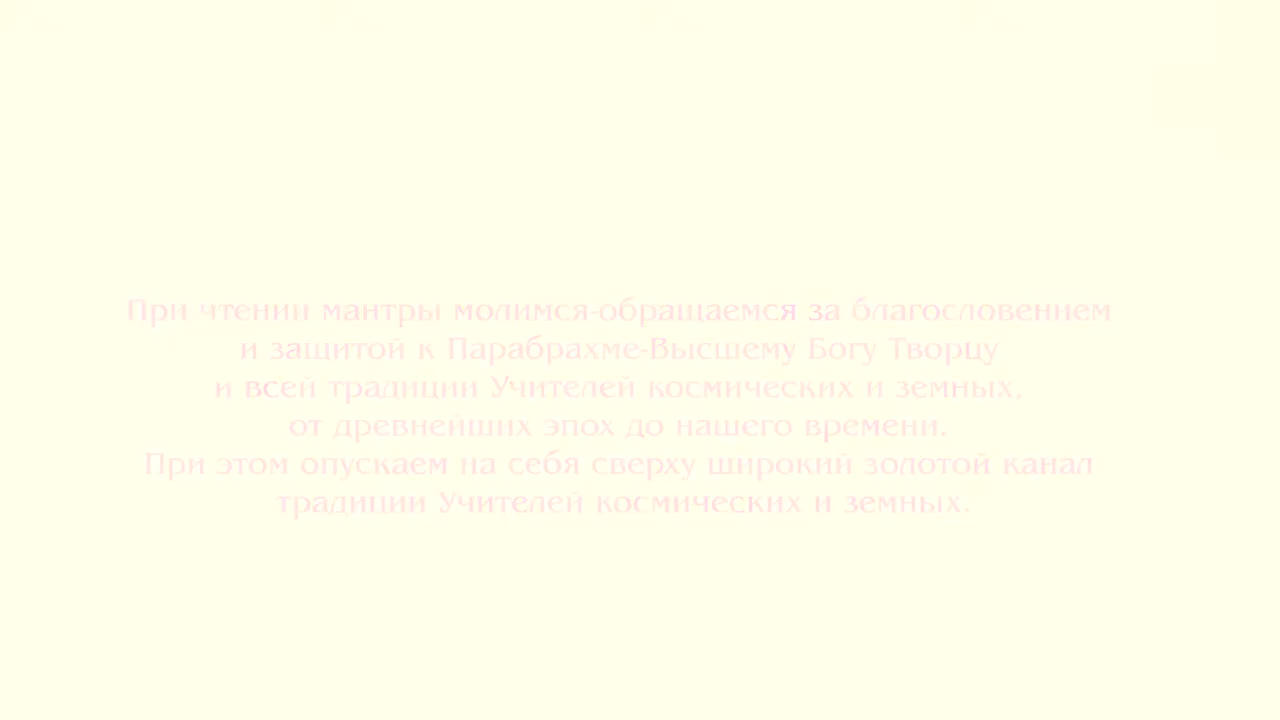 При чтении мантры молимся-обращаемся за благословением
и защитой к Парабрахме-Высшему Богу Творцу
и всей традиции Учителей космических и земных,
от древнейших эпох до нашего времени.
При этом опускаем на себя сверху широкий золотой канал
традиции Учителей космических и земных.